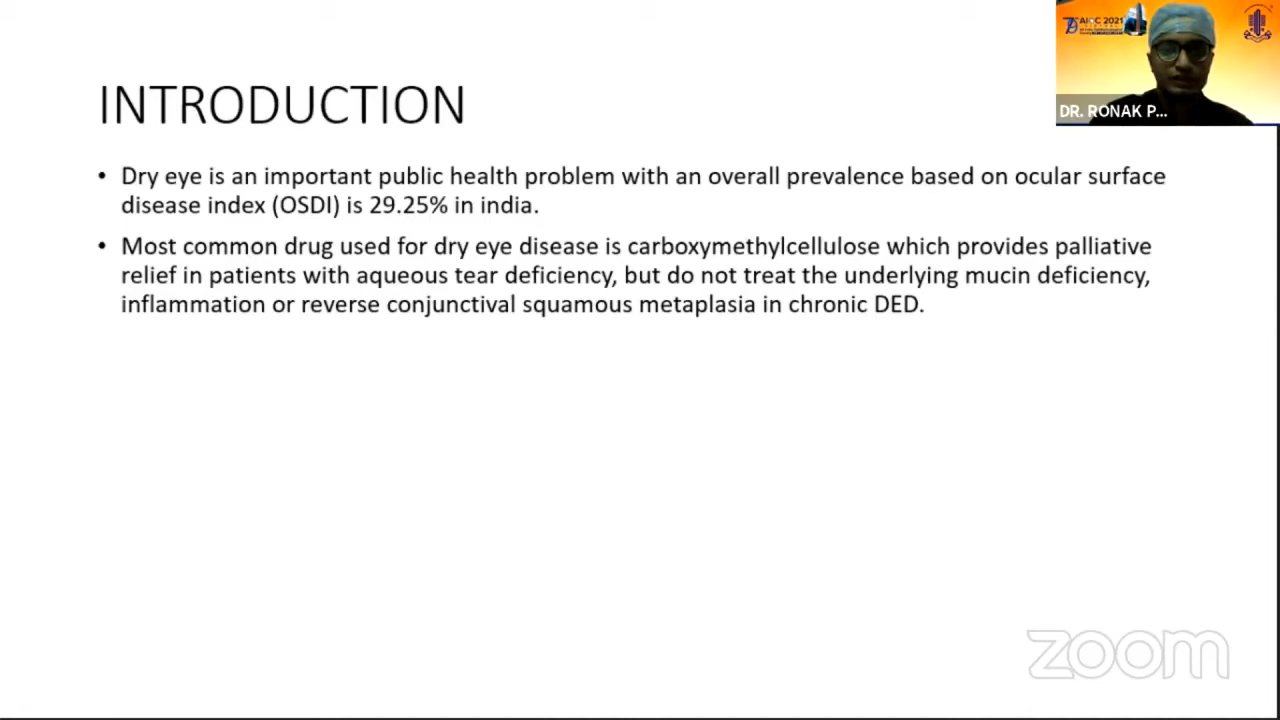 AIOC 2021
INTRODUCTION
DR. RONAK P...
• Dry eye is an important public health problem with an overall prevalence based on ocular surface
disease index (OSDI) is 29.25% in india.
• Most common drug used for dry eye disease is carboxymethylcellulose which provides palliative
relief in patients with aqueous tear deficiency, but do not treat the underlying mucin deficiency,
inflammation or reverse conjunctival squamous metaplasia in chronic DED.
zoom